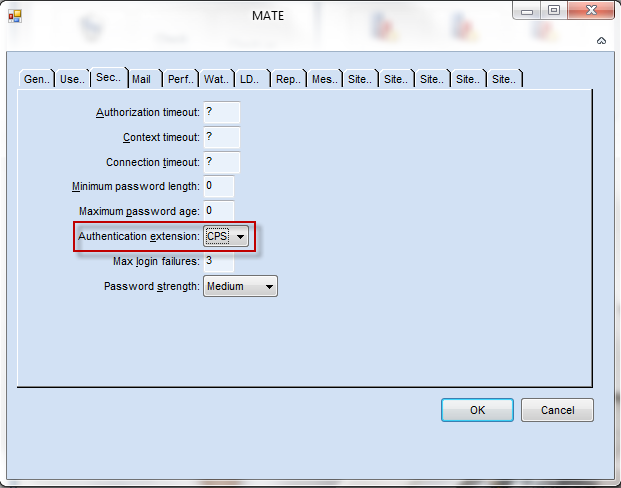 MATE
Gen.. Use.. Sec.. Mail Perf.. Wat.. LD.. Rep.. Mes.. Site.. Site.. Site.. Site.. Site..
Authorization timeout: ?
Context timeout: ?
Connection timeout: ?
Minimum password length: 0
Maximum password age: 0
Authentication extension: CPS
Max login failures: 3
Password strength: Medium
OK Cancel